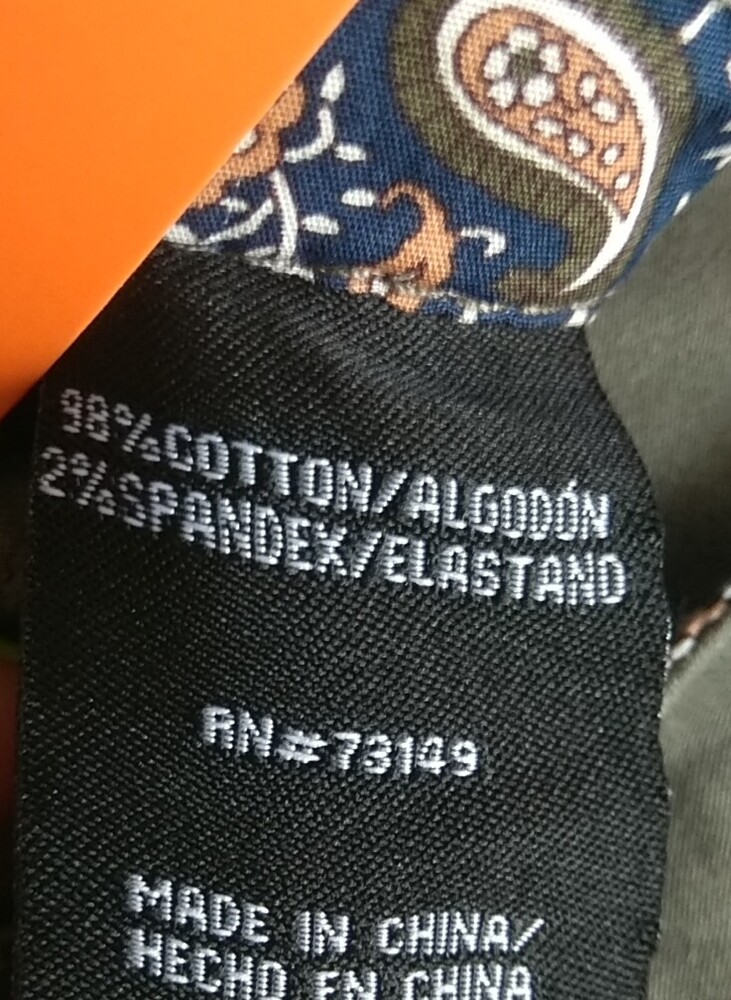 98%COTTON/ALGODÓN
2%SPANDEX/ELASTANO
RN#73149
MADE IN CHINA/
HECHO EN CHINA